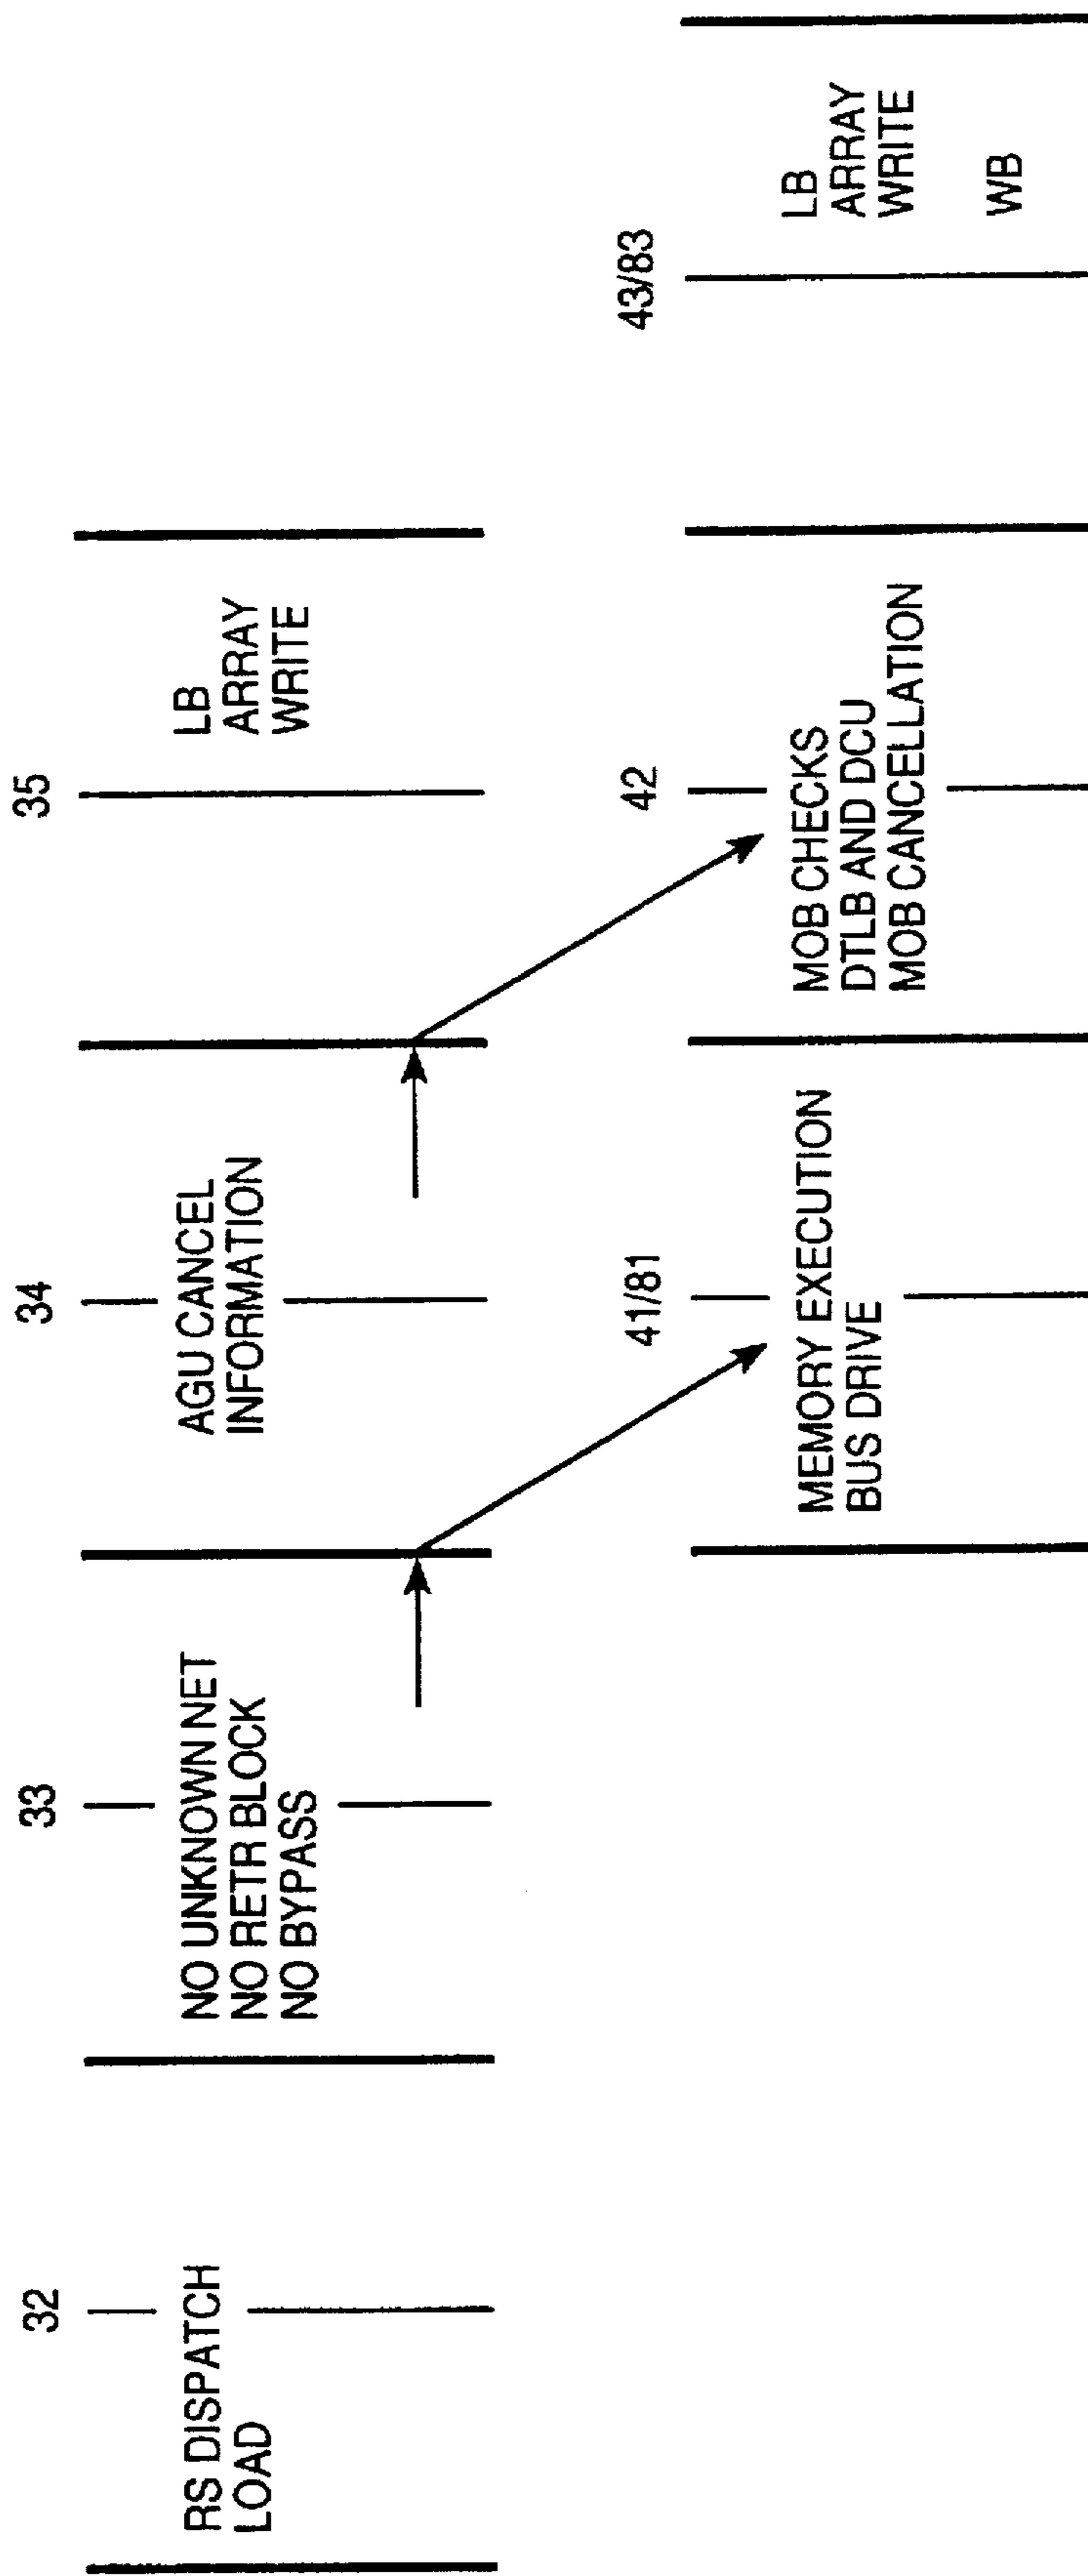 32
33
34
35
RS DISPATCH
LOAD
NO UNKNOWN NET
NO RETR BLOCK
NO BYPASS
AGU CANCEL
INFORMATION
LB
ARRAY
WRITE
41/81
42
43/83
MEMORY EXECUTION
BUS DRIVE
MOB CHECKS
DTLB AND DCU
MOB CANCELLATION
LB
ARRAY
WRITE
WB